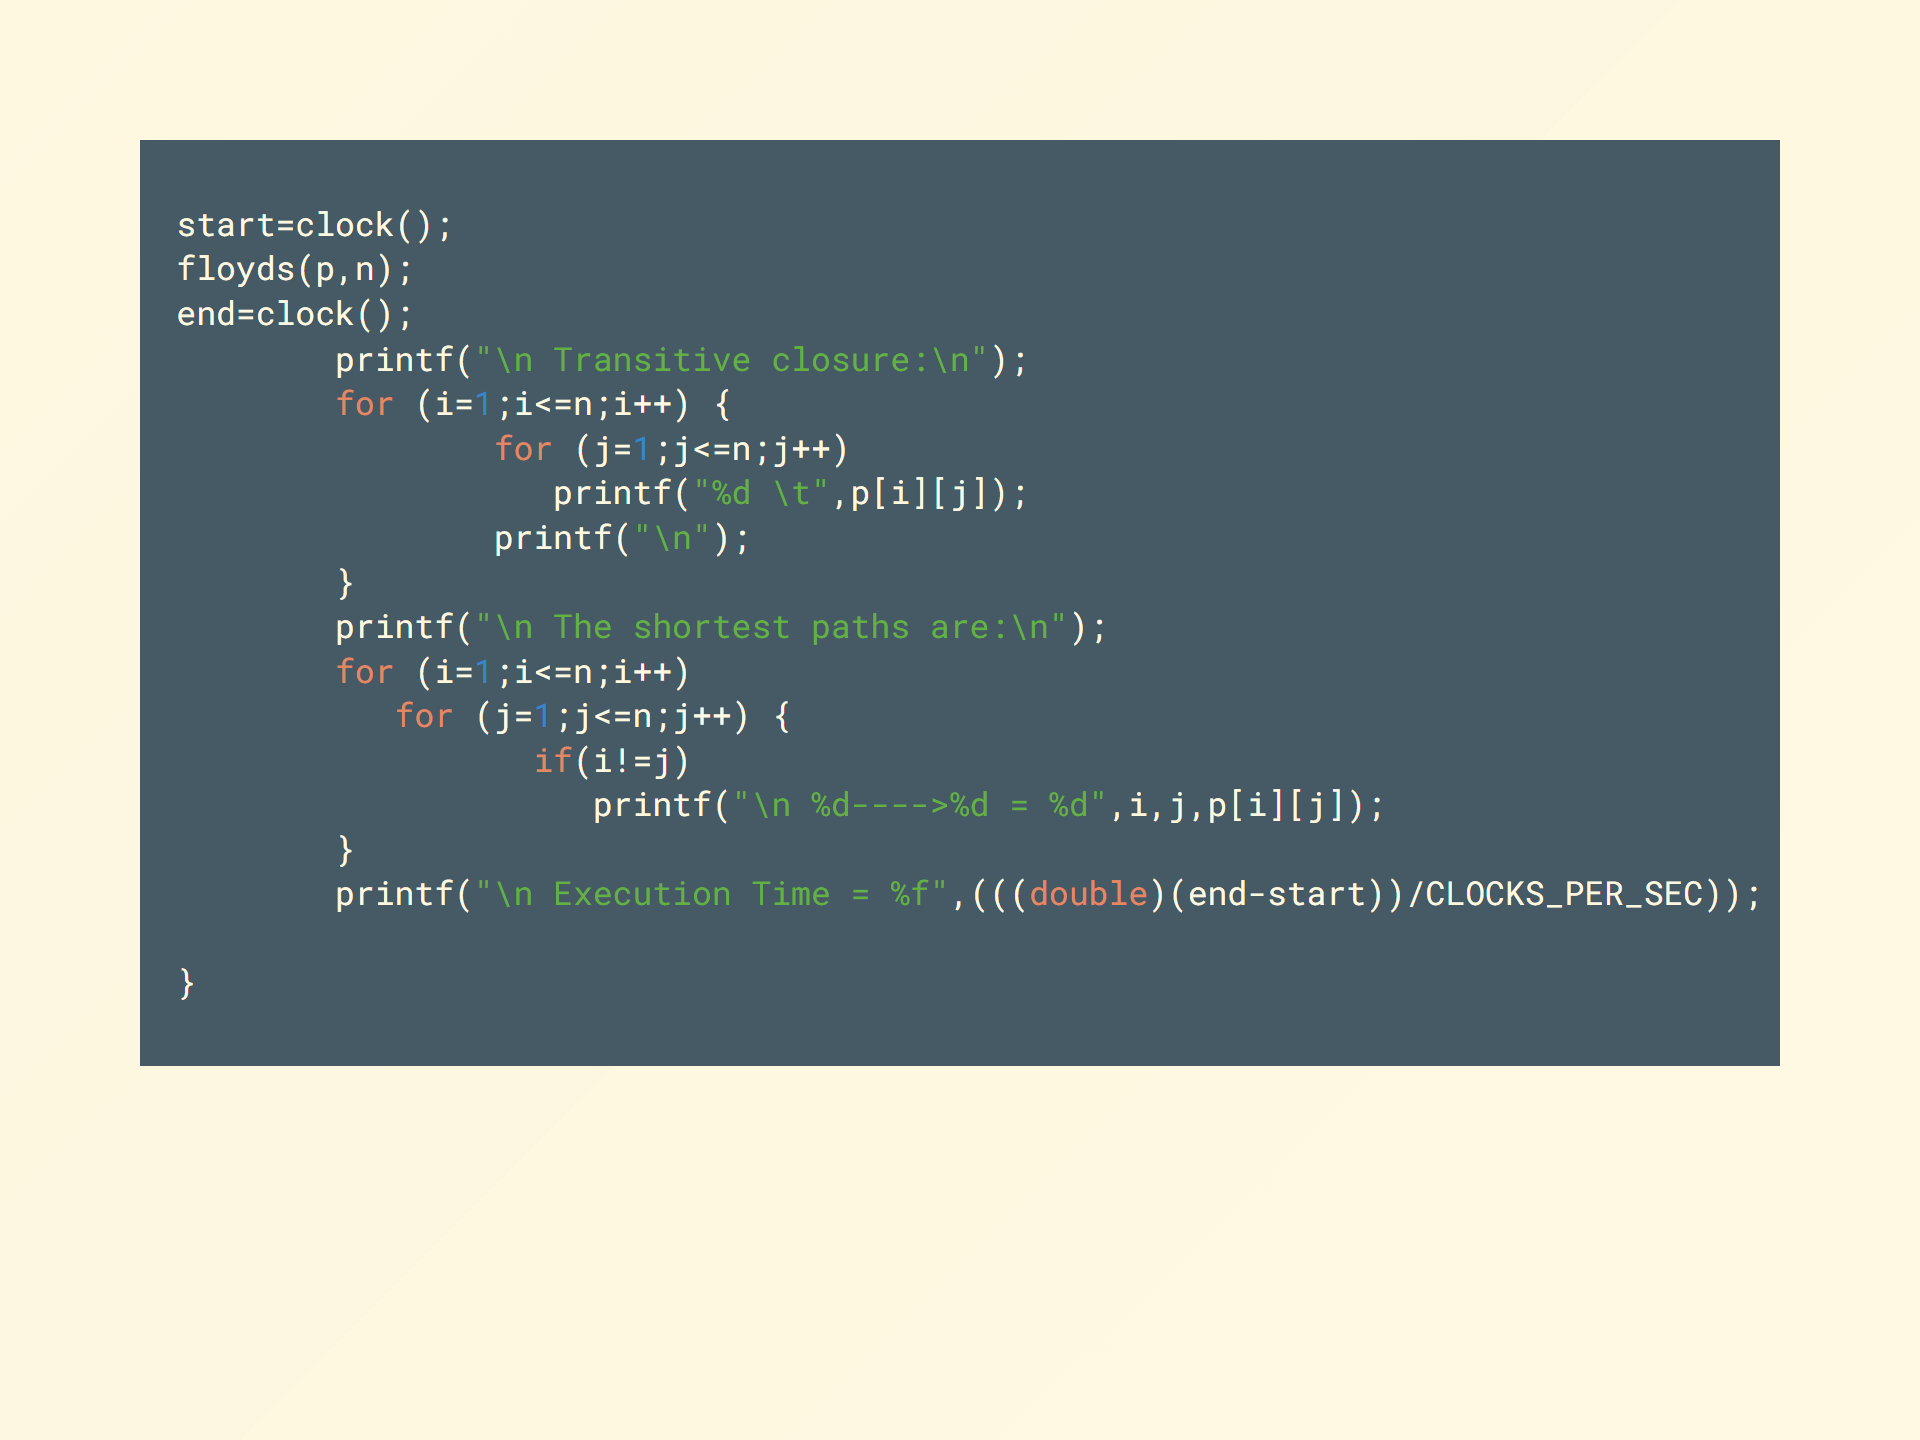 start=clock();
floyds(p,n);
end=clock();
        printf("\n Transitive closure:\n");
        for (i=1;i<=n;i++) {
                for (j=1;j<=n;j++)
                   printf("%d \t",p[i][j]);
                printf("\n");
        }
        printf("\n The shortest paths are:\n");
        for (i=1;i<=n;i++)
           for (j=1;j<=n;j++) {
                  if(i!=j)
                     printf("\n %d---->%d = %d",i,j,p[i][j]);
        }
        printf("\n Execution Time = %f",(((double)(end-start))/CLOCKS_PER_SEC));

}